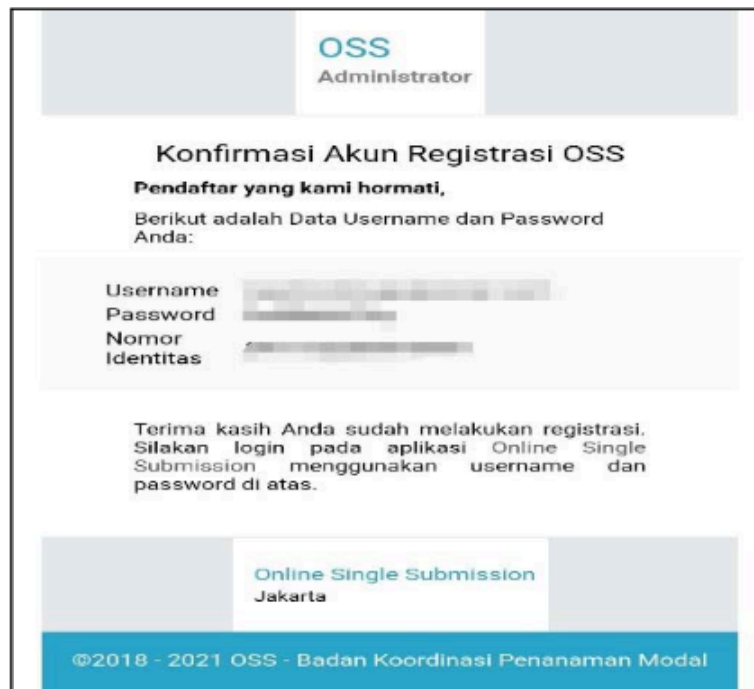 OSS
Administrator
Konfirmasi Akun Registrasi OSS
Pendaftar yang kami hormati,
Berikut adalah Data Username dan Password
Anda:
Username
Password
Nomor
Identitas
Terima kasih Anda sudah melakukan registrasi.
Silakan login pada aplikasi Online Single
Submission menggunakan username dan
password di atas.
Online Single Submission
Jakarta
©2018 - 2021 OSS - Badan Koordinasi Penanaman Modal